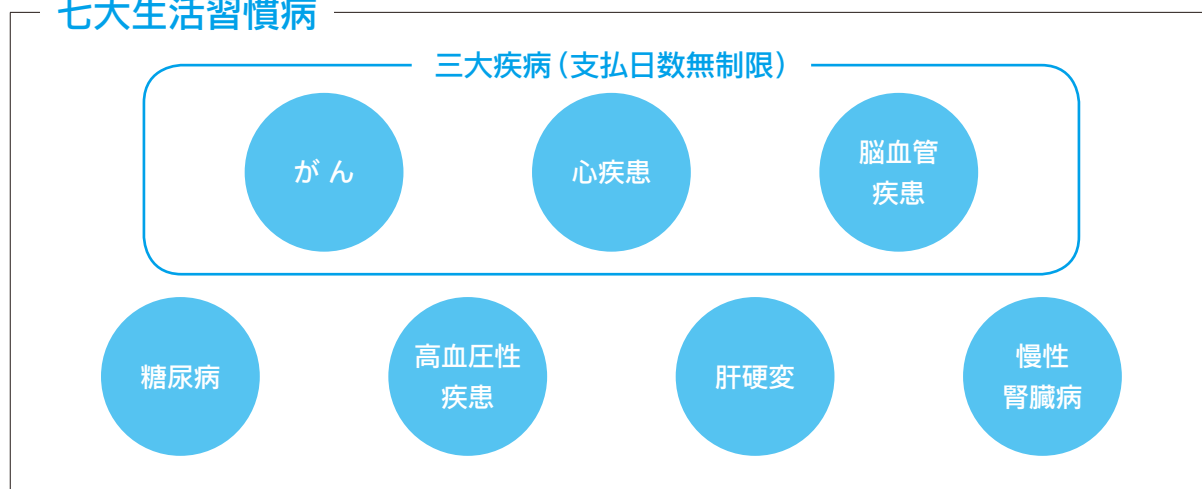 七大生活習慣病
三大疾病（支払日数無制限）
がん
心疾患
脳血管
疾患
糖尿病
高血圧性
疾患
肝硬変
慢性
腎臓病